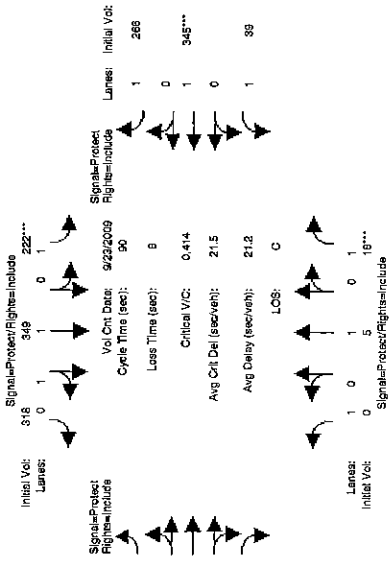 Signal=Protect/Rights=Include
Initial Vol: 318 349 222***
Lanes: 0 1 1 0 1
Signal=Protect
Rights=Include
Signal=Protect
Rights=Include
Lanes: Initial Vol:
Vol Cnt Date: 9/23/2009
Cycle Time (sec): 90
1 266
0
Loss Time (sec): 8
Critical V/C: 0.414
1 345***
Avg Crit Del (sec/veh): 21.5
0
Avg Delay (sec/veh): 21.2
1 39
LOS: C
Lanes: 1 0 1 0 1
Initial Vol: 0 5 16***
Signal=Protect/Rights=Include